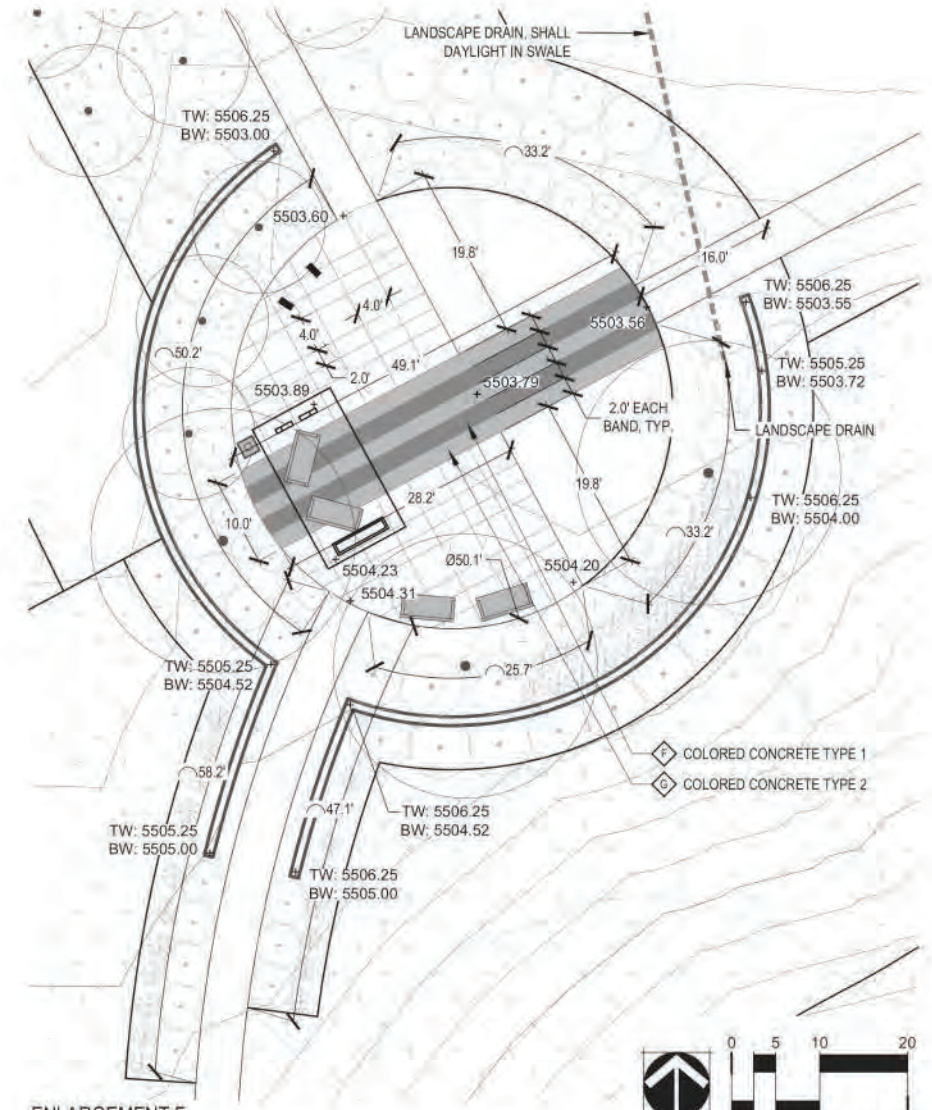 LANDSCAPE DRAIN, SHALL
DAYLIGHT IN SWALE
TW: 5506.25
BW: 5503.00
33.2'
5503.60
19.8'
16.0'
TW: 5506.25
BW: 5503.55
4.0'
4.0'
5503.56
50.2'
49.1'
2.0'
TW: 5505.25
BW: 5503.72
5503.89
5503.79
2.0' EACH
BAND, TYP.
LANDSCAPE DRAIN
19.8'
28.2'
TW: 5506.25
BW: 5504.00
10.0'
33.2'
5504.23
Ø50.1'
5504.20
5504.31
TW: 5505.25
BW: 5504.52
25.7'
F COLORED CONCRETE TYPE 1
G COLORED CONCRETE TYPE 2
58.2'
47.1'
TW: 5506.25
BW: 5504.52
TW: 5505.25
BW: 5505.00
TW: 5506.25
BW: 5505.00
0 5 10 20
ENLARGEMENT 5